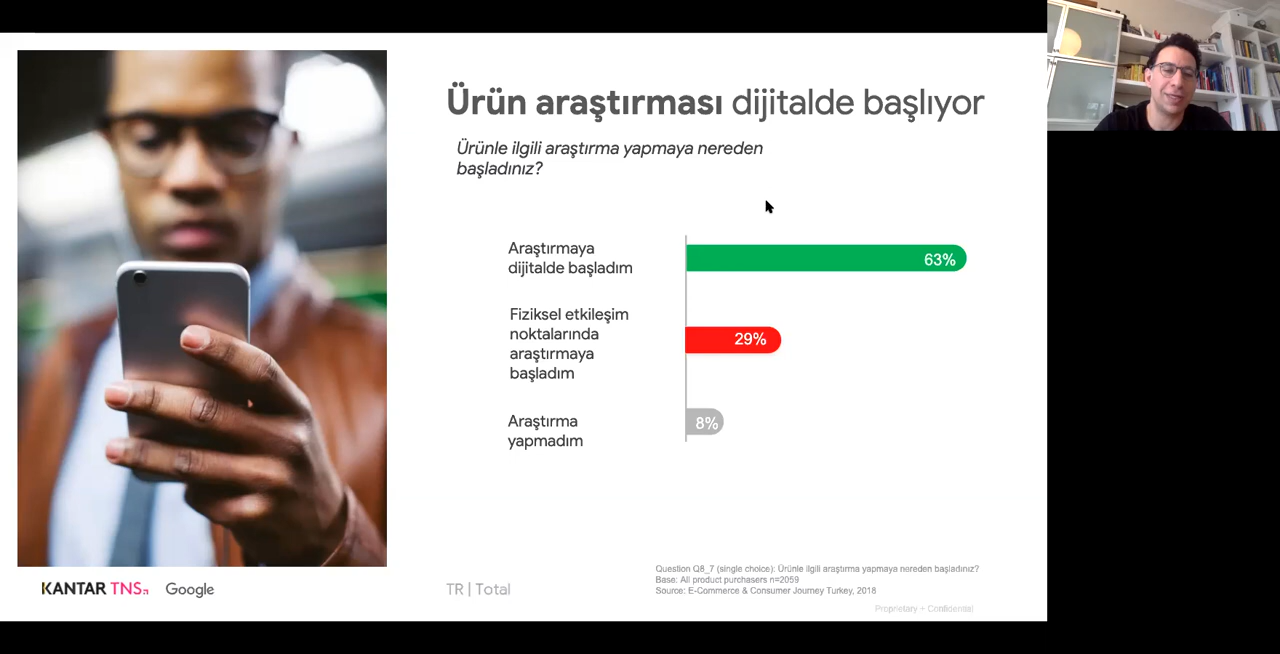 Ürün araştırması dijitalde başlıyor
Ürünle ilgili araştırma yapmaya nereden
başladınız?
Araştırmaya
dijitalde başladım
63%
Fiziksel etkileşim
noktalarında
araştırmaya
başladım
29%
Araştırma
yapmadım
8%
KANTAR TNS
Google
TR | Total
Question Q8_7 (single choice): Ürünle ilgili araştırma yapmaya nereden başladınız?
Base: All product purchasers n=2059
Source: E-Commerce & Consumer Journey Turkey, 2018
Proprietary + Confidential